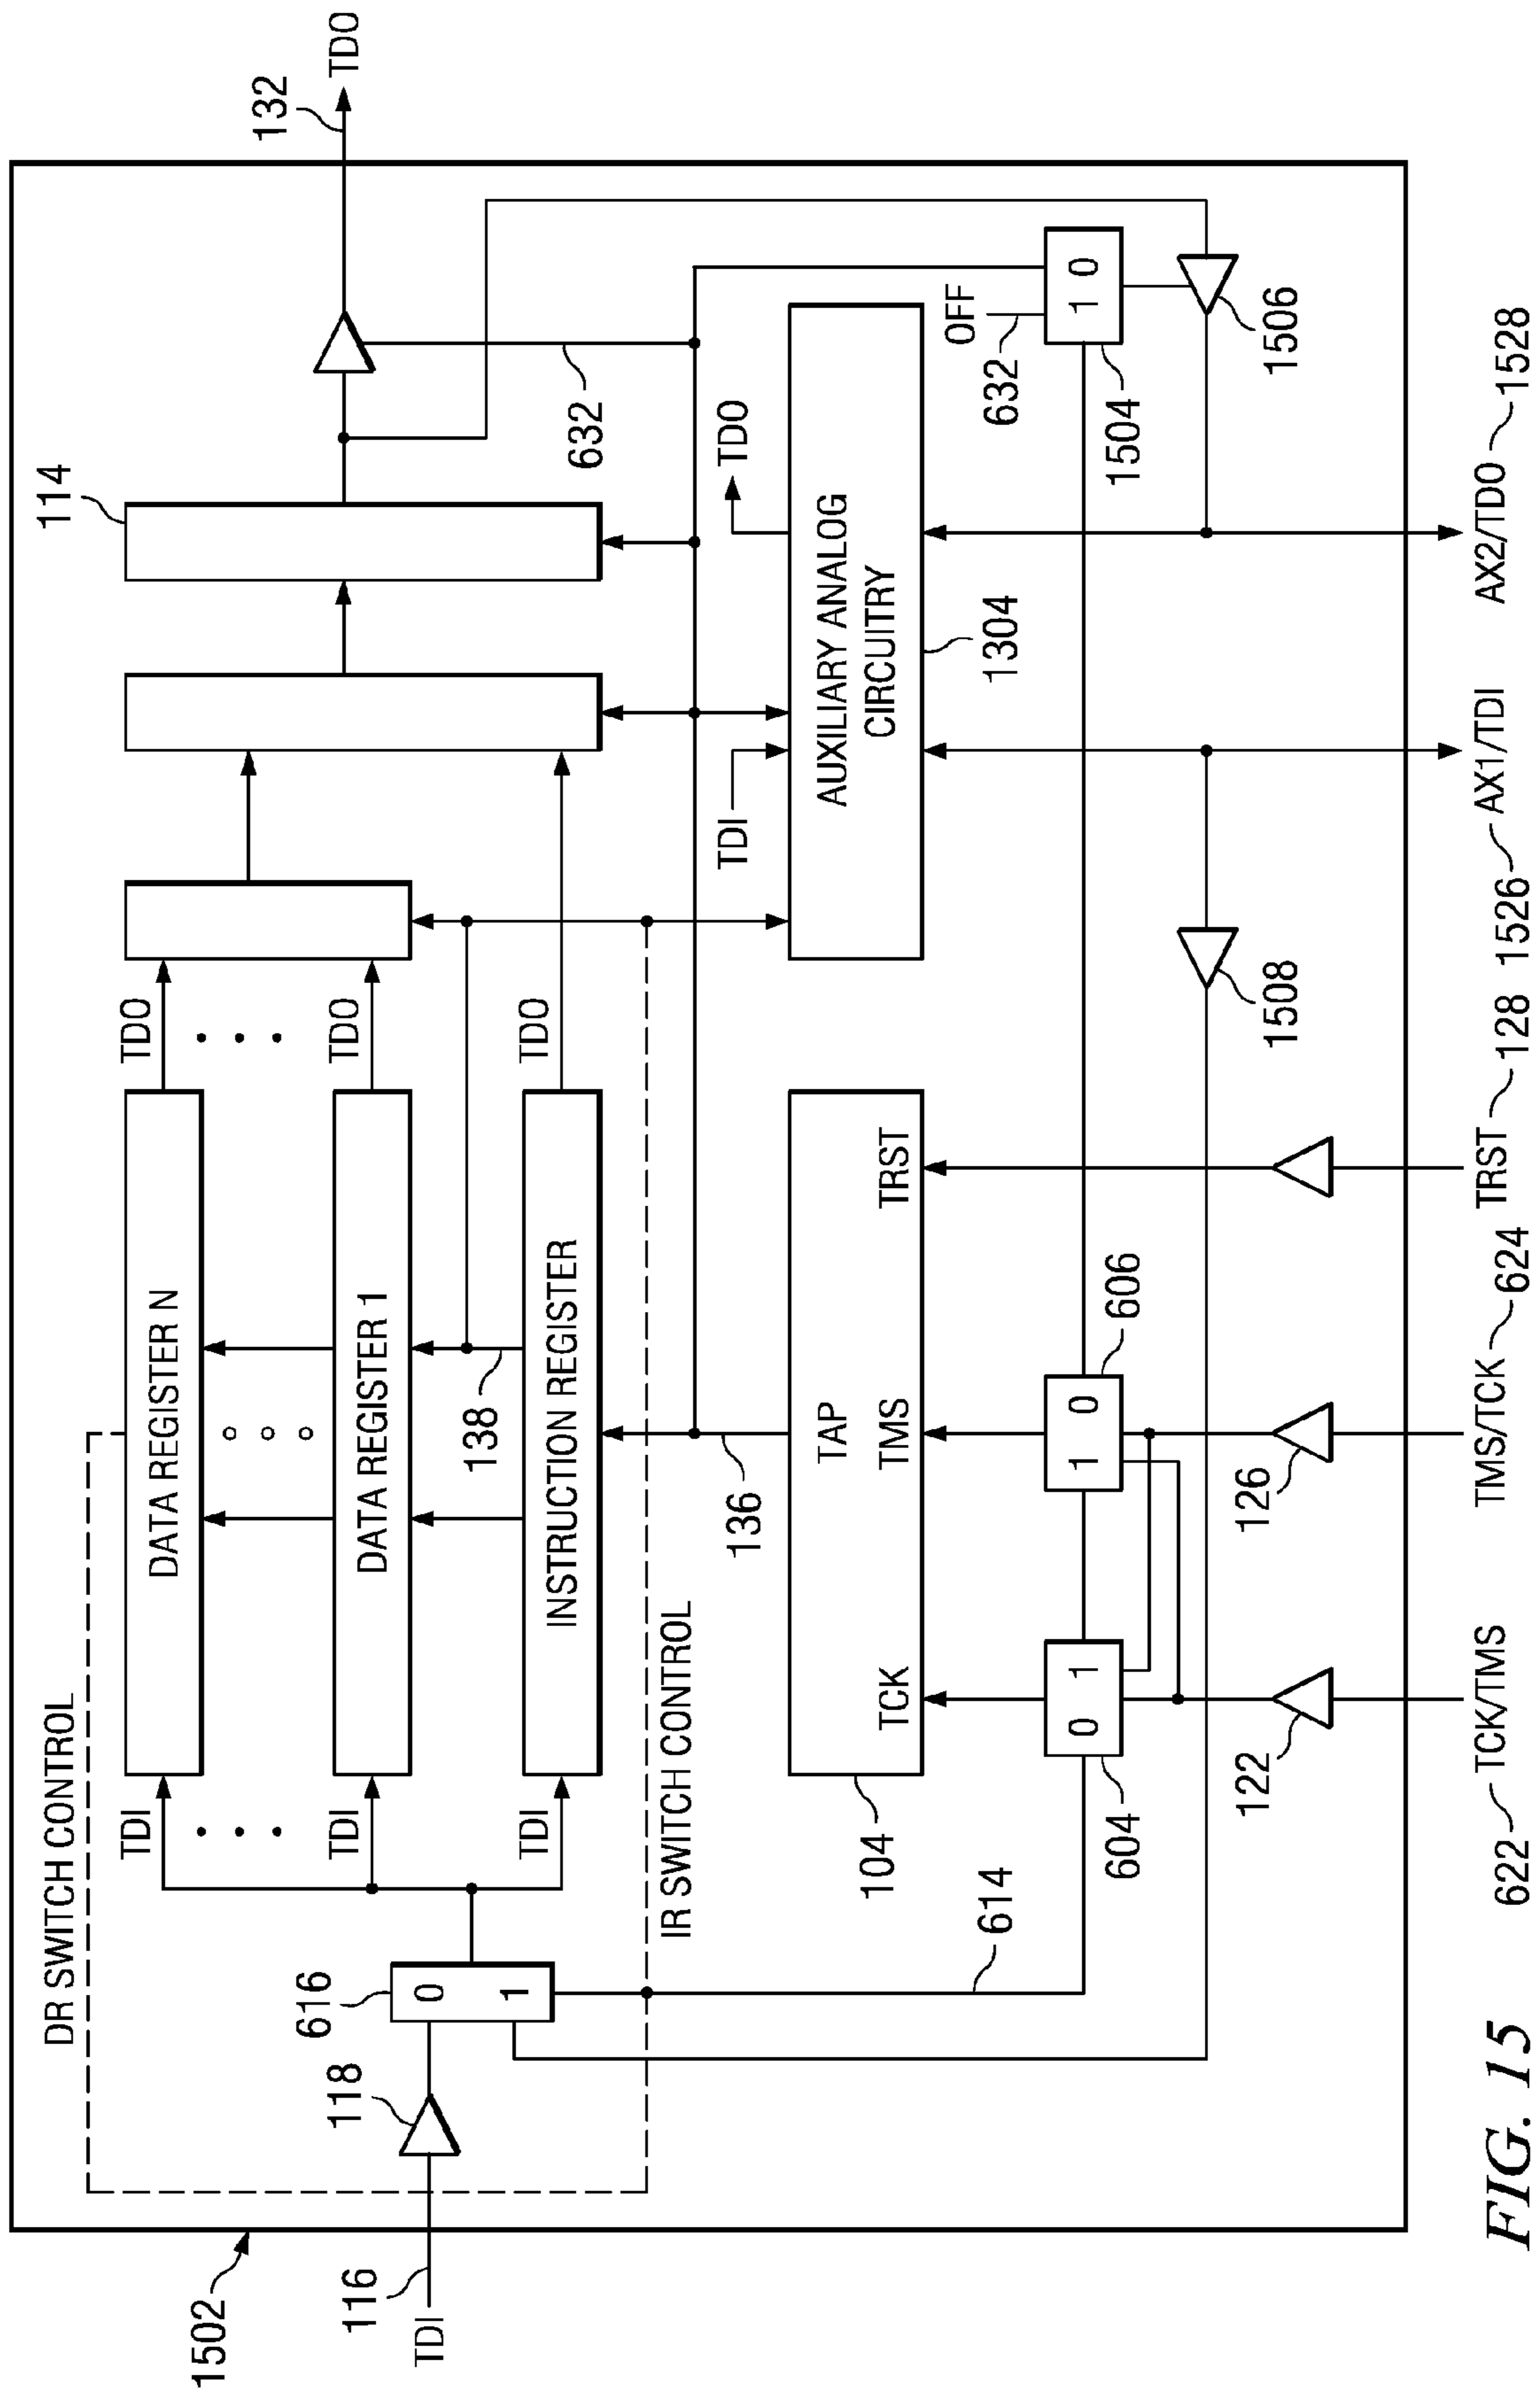 1502
DR SWITCH CONTROL
TDI
116
118
616
0
1
TDI
TDI
TDI
DATA REGISTER N
DATA REGISTER 1
INSTRUCTION REGISTER
138
TDO
TDO
TDO
114
132
TDO
632
IR SWITCH CONTROL
614
136
104
TAP
TCK
TMS
TRST
TDI
TDO
AUXILIARY ANALOG
CIRCUITRY
1304
OFF
632
1 0
1504
0 1
604
1 0
606
122
126
1508
1506
622 TCK/TMS
TMS/TCK 624
TRST 128
1526 AX1/TDI
AX2/TDO 1528
FIG. 15